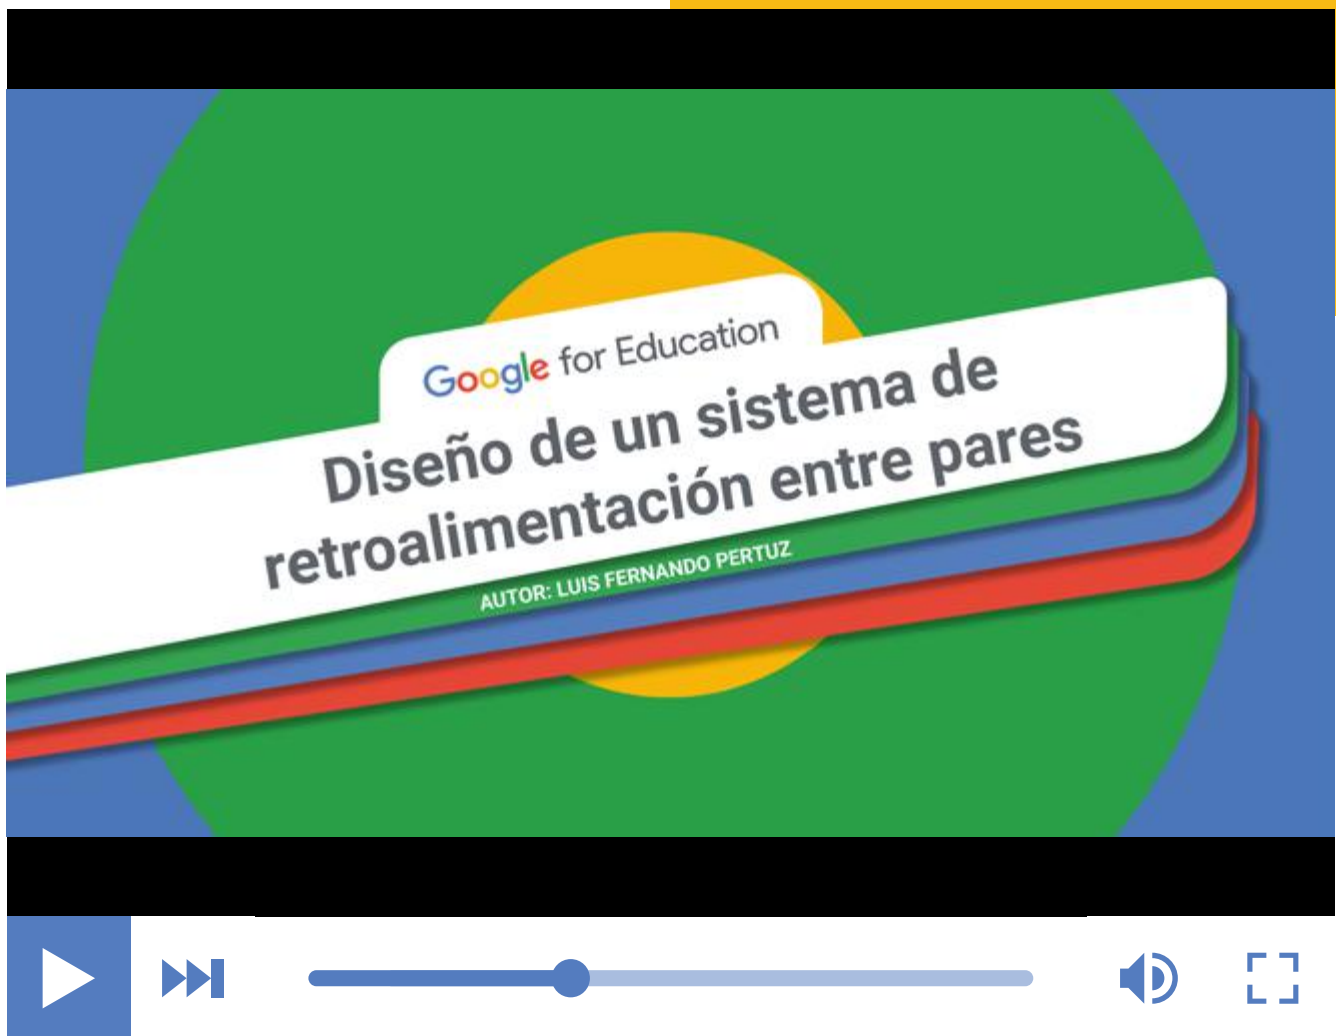 Google for Education
Diseño de un sistema de
retroalimentación entre pares
AUTOR: LUIS FERNANDO PERTUZ